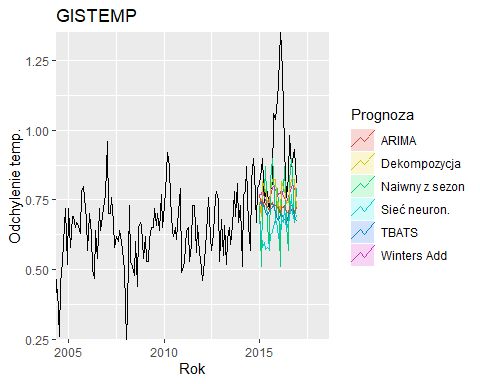 GISTEMP
1.25
1.00
0.75
0.50
0.25
Odchylenie temp.
2005
2010
2015
Rok
Prognoza
ARIMA
Dekompozycja
Naiwny z sezon
Sieć neuron.
TBATS
Winters Add